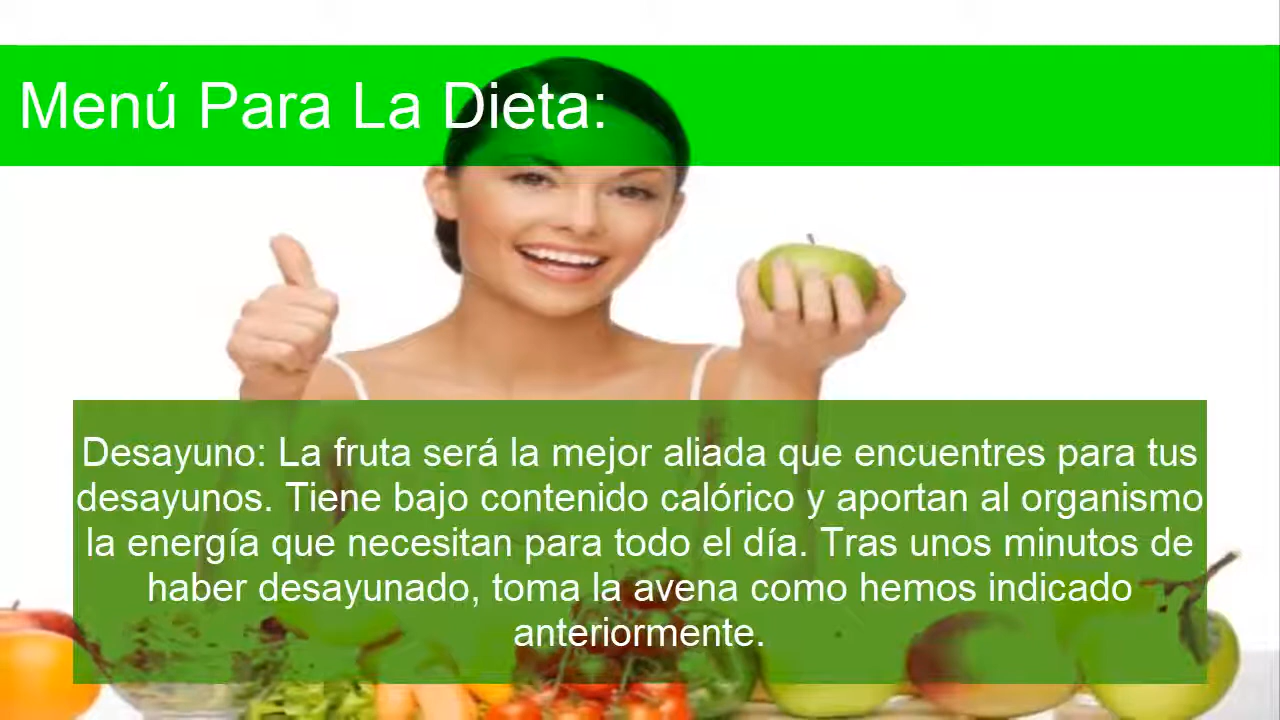 Menú Para La Dieta:
Desayuno: La fruta será la mejor aliada que encuentres para tus
desayunos. Tiene bajo contenido calórico y aportan al organismo
la energía que necesitan para todo el día. Tras unos minutos de
haber desayunado, toma la avena como hemos indicado
anteriormente.